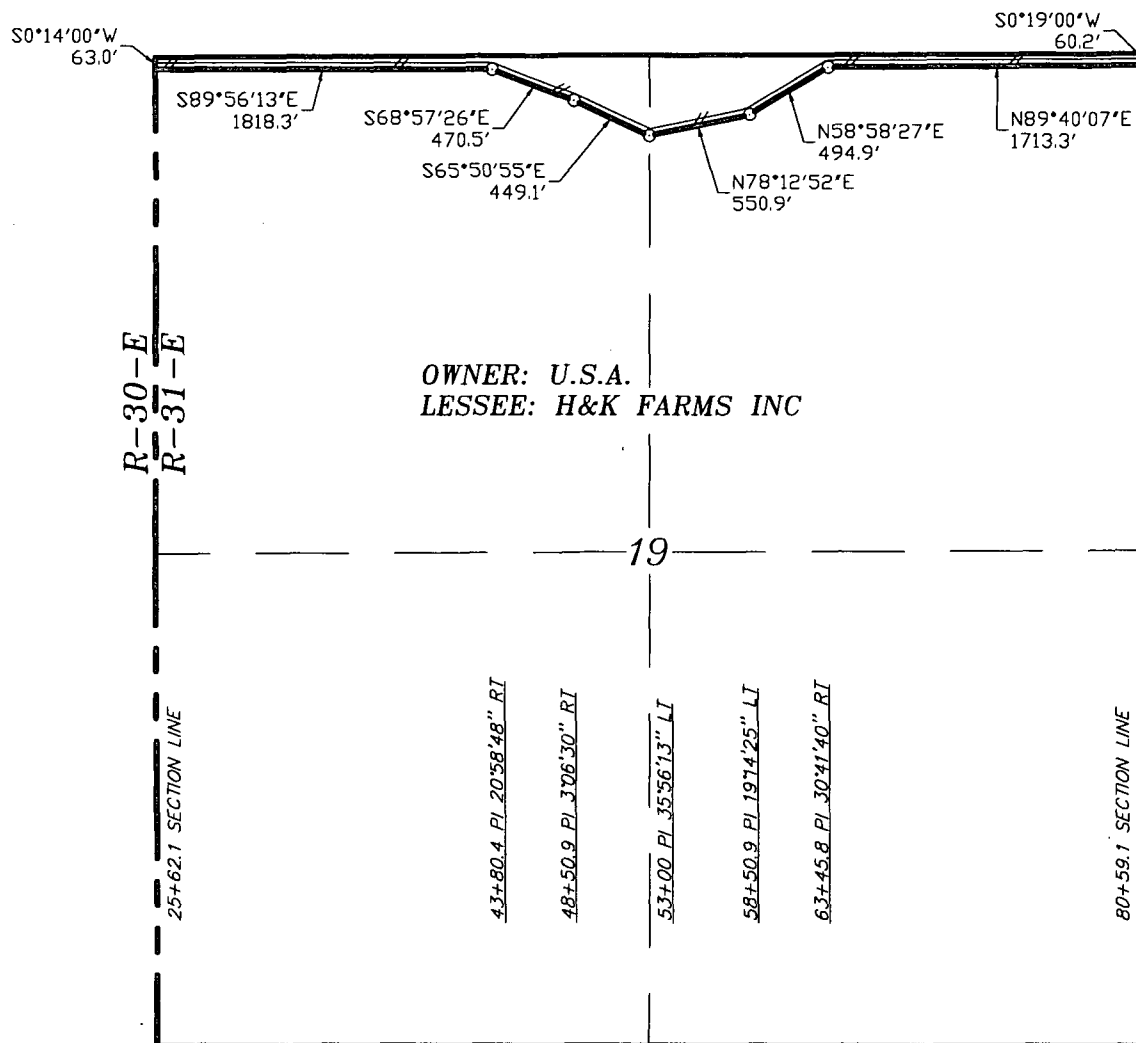 S0°14'00"W
63.0'
S0°19'00"W
60.2'
S89°56'13"E
1818.3'
S68°57'26"E
470.5'
S65°50'55"E
449.1'
N58°58'27"E
494.9'
N78°12'52"E
550.9'
N89°40'07"E
1713.3'
R-30-E
R-31-E
OWNER: U.S.A.
LESSEE: H&K FARMS INC
19
25+62.1 SECTION LINE
43+80.4 PI 20°58'48" RT
48+50.9 PI 3°06'30" RT
53+00 PI 35°56'13" LT
58+50.9 PI 19°14'25" LT
63+45.8 PI 30°41'40" RT
80+59.1 SECTION LINE